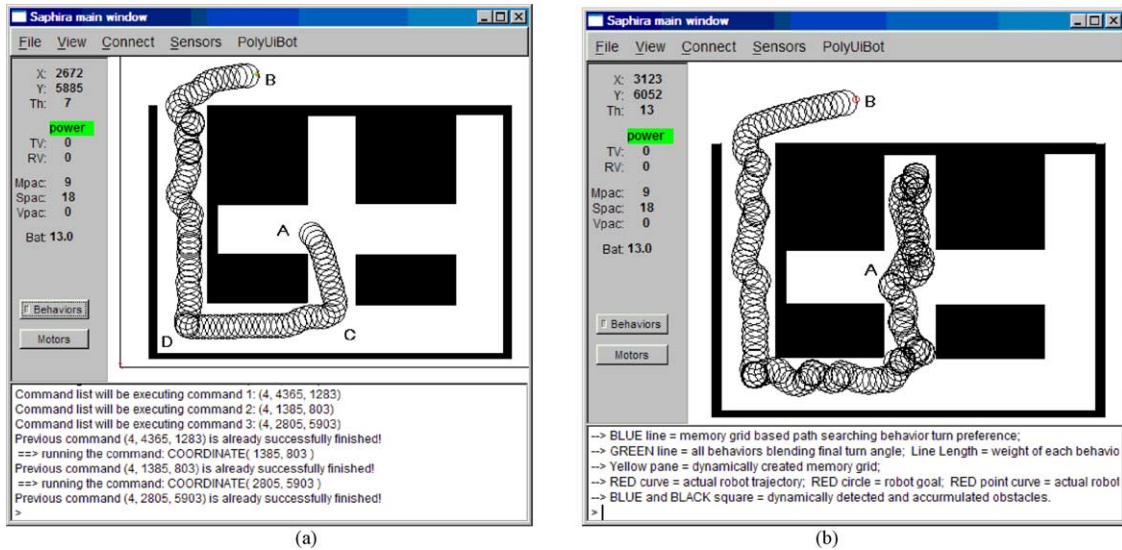 Saphira main window
File View Connect Sensors PolyUiBot
X: 2672
Y: 5885
Th: 7
power
TV: 0
RV: 0
Mpac: 9
Spac: 18
Vpac: 0
Bat: 13.0
Behaviors
Motors
B
A
D
C
Command list will be executing command 1: (4, 4365, 1283)
Command list will be executing command 2: (4, 1385, 803)
Command list will be executing command 3: (4, 2805, 5903)
Previous command (4, 4365, 1283) is already successfully finished!
==> running the command: COORDINATE( 1385, 803 )
Previous command (4, 1385, 803) is already successfully finished!
==> running the command: COORDINATE( 2805, 5903 )
Previous command (4, 2805, 5903) is already successfully finished!
>
(a)
Saphira main window
File View Connect Sensors PolyUiBot
X: 3123
Y: 6052
Th: 13
power
TV: 0
RV: 0
Mpac: 9
Spac: 18
Vpac: 0
Bat: 13.0
Behaviors
Motors
B
A
--> BLUE line = memory grid based path searching behavior turn preference;
--> GREEN line = all behaviors blending final turn angle; Line Length = weight of each behavio
--> Yellow pane = dynamically created memory grid;
--> RED curve = actual robot trajectory; RED circle = robot goal; RED point curve = actual robot
--> BLUE and BLACK square = dynamically detected and accumulated obstacles.
>
(b)